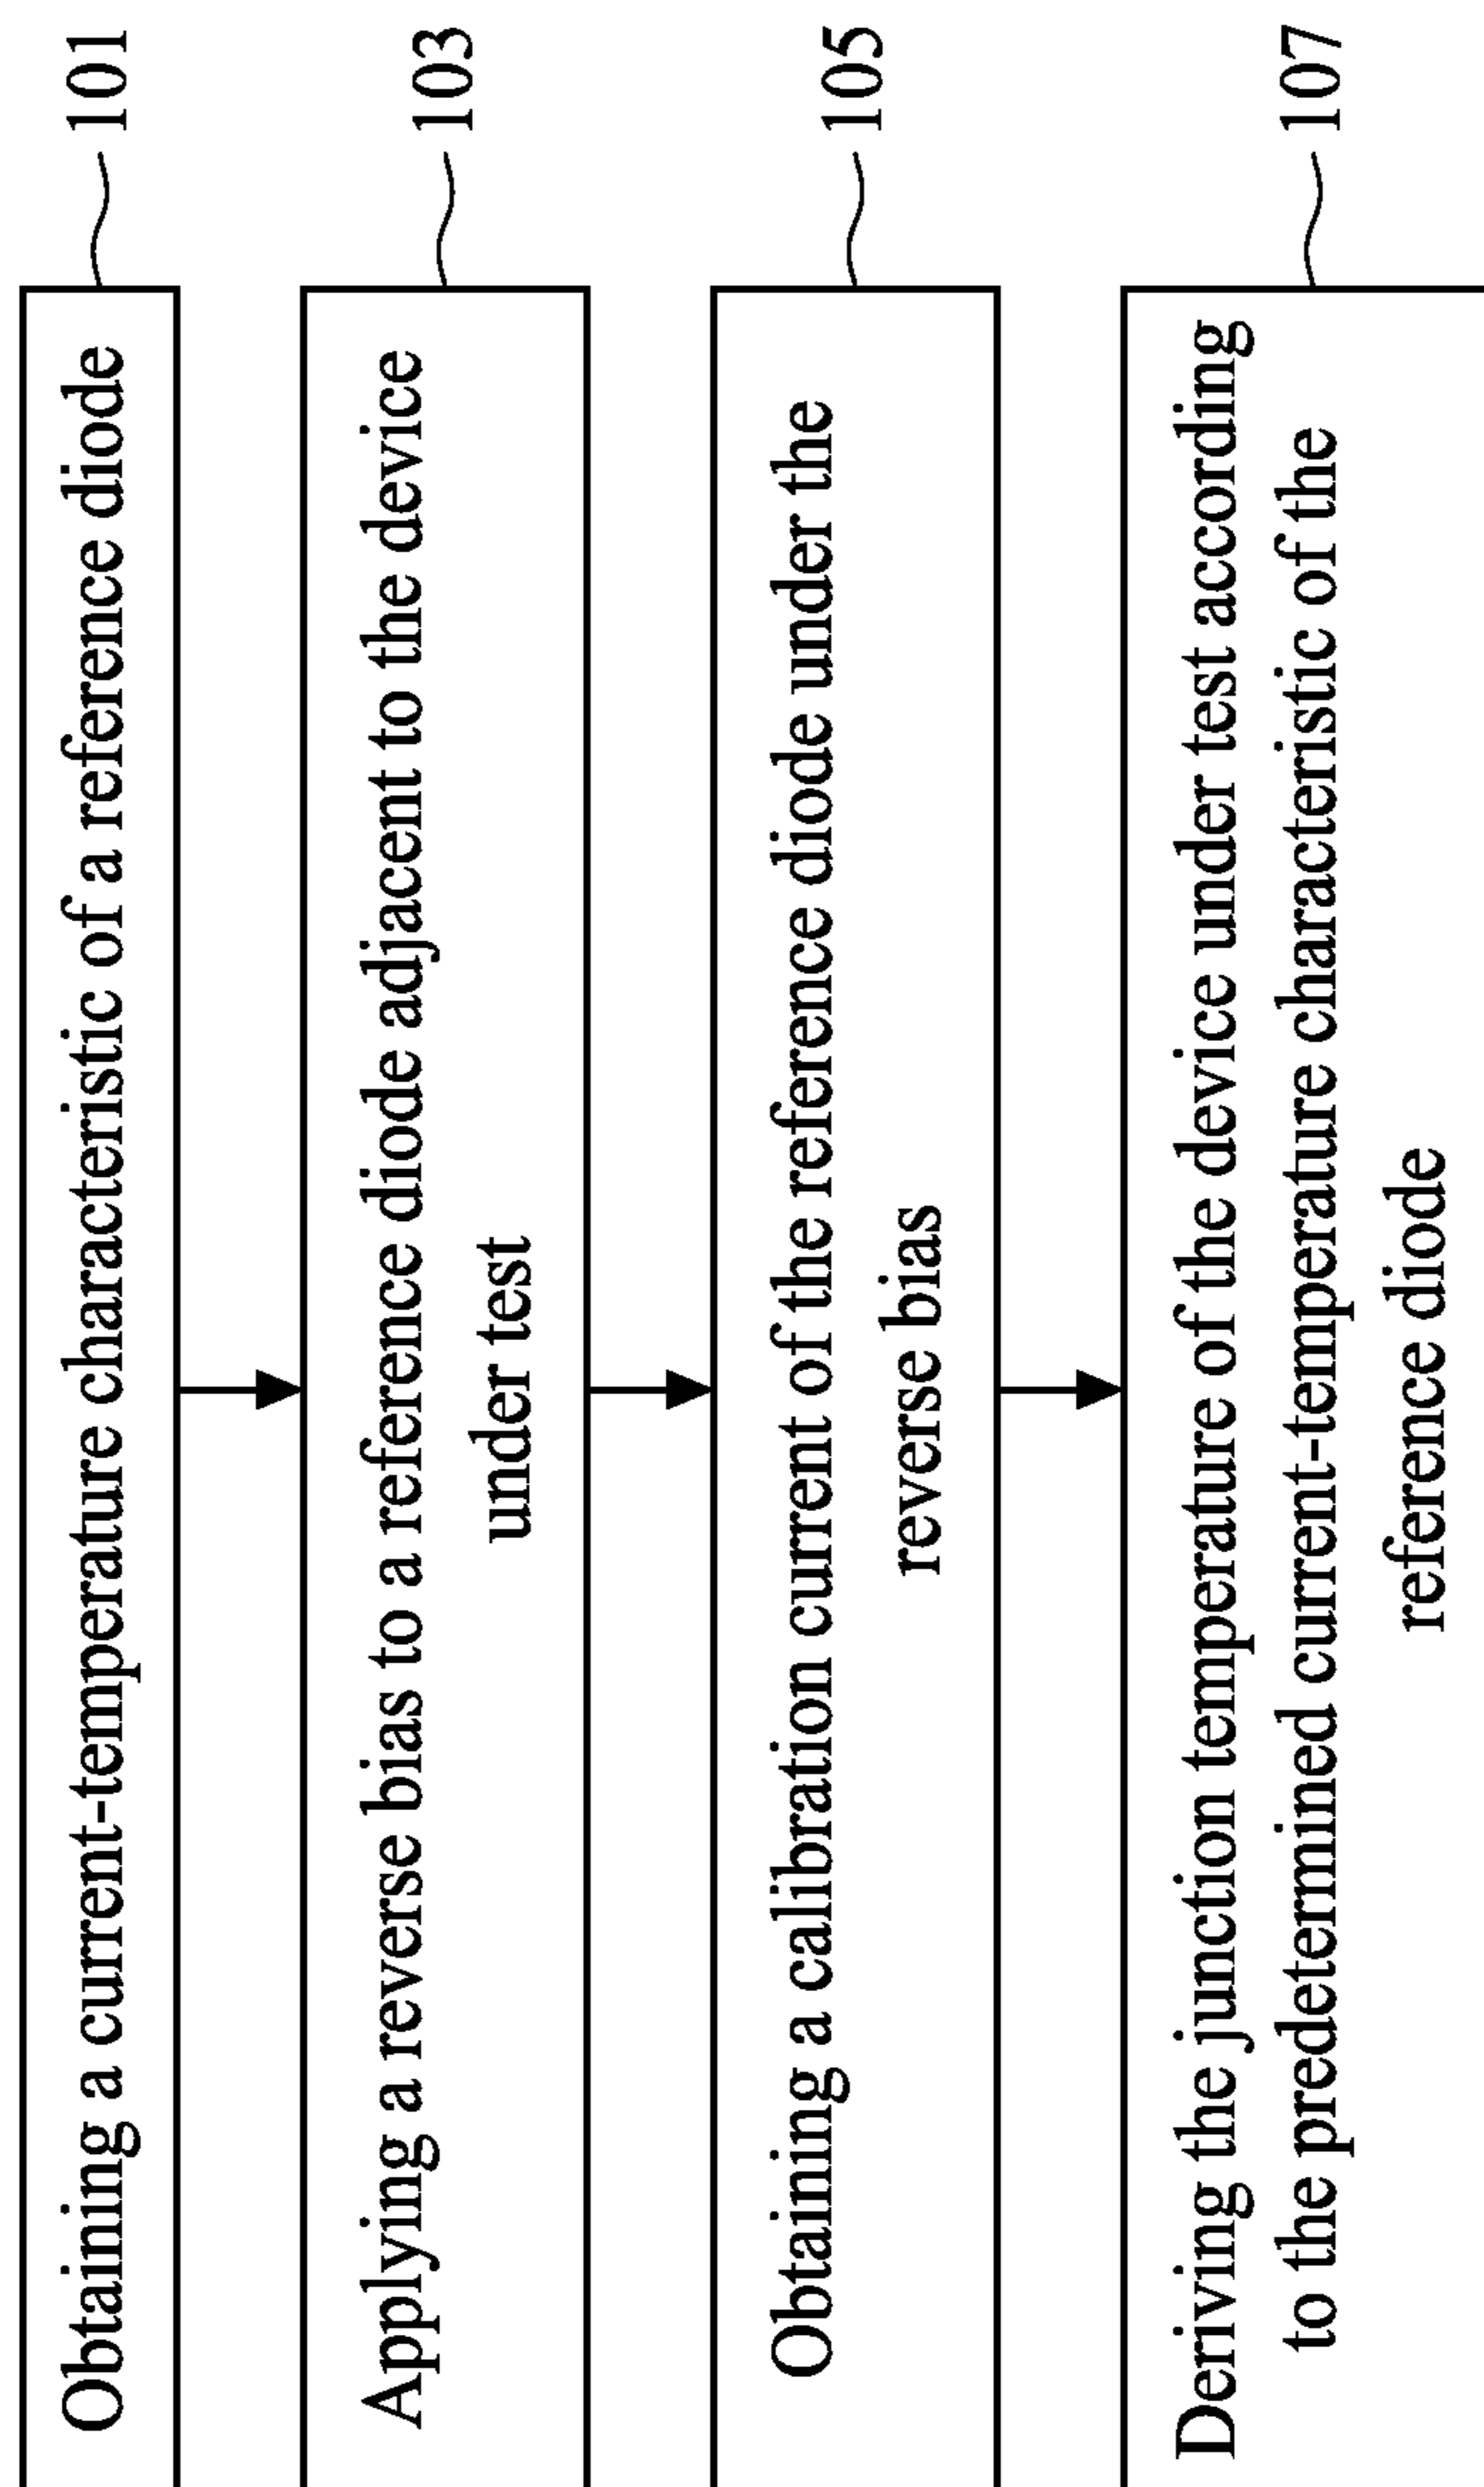 Obtaining a current-temperature characteristic of a reference diode
101
Applying a reverse bias to a reference diode adjacent to the device
under test
103
Obtaining a calibration current of the reference diode under the
reverse bias
105
Deriving the junction temperature of the device under test according
to the predetermined current-temperature characteristic of the
reference diode
107